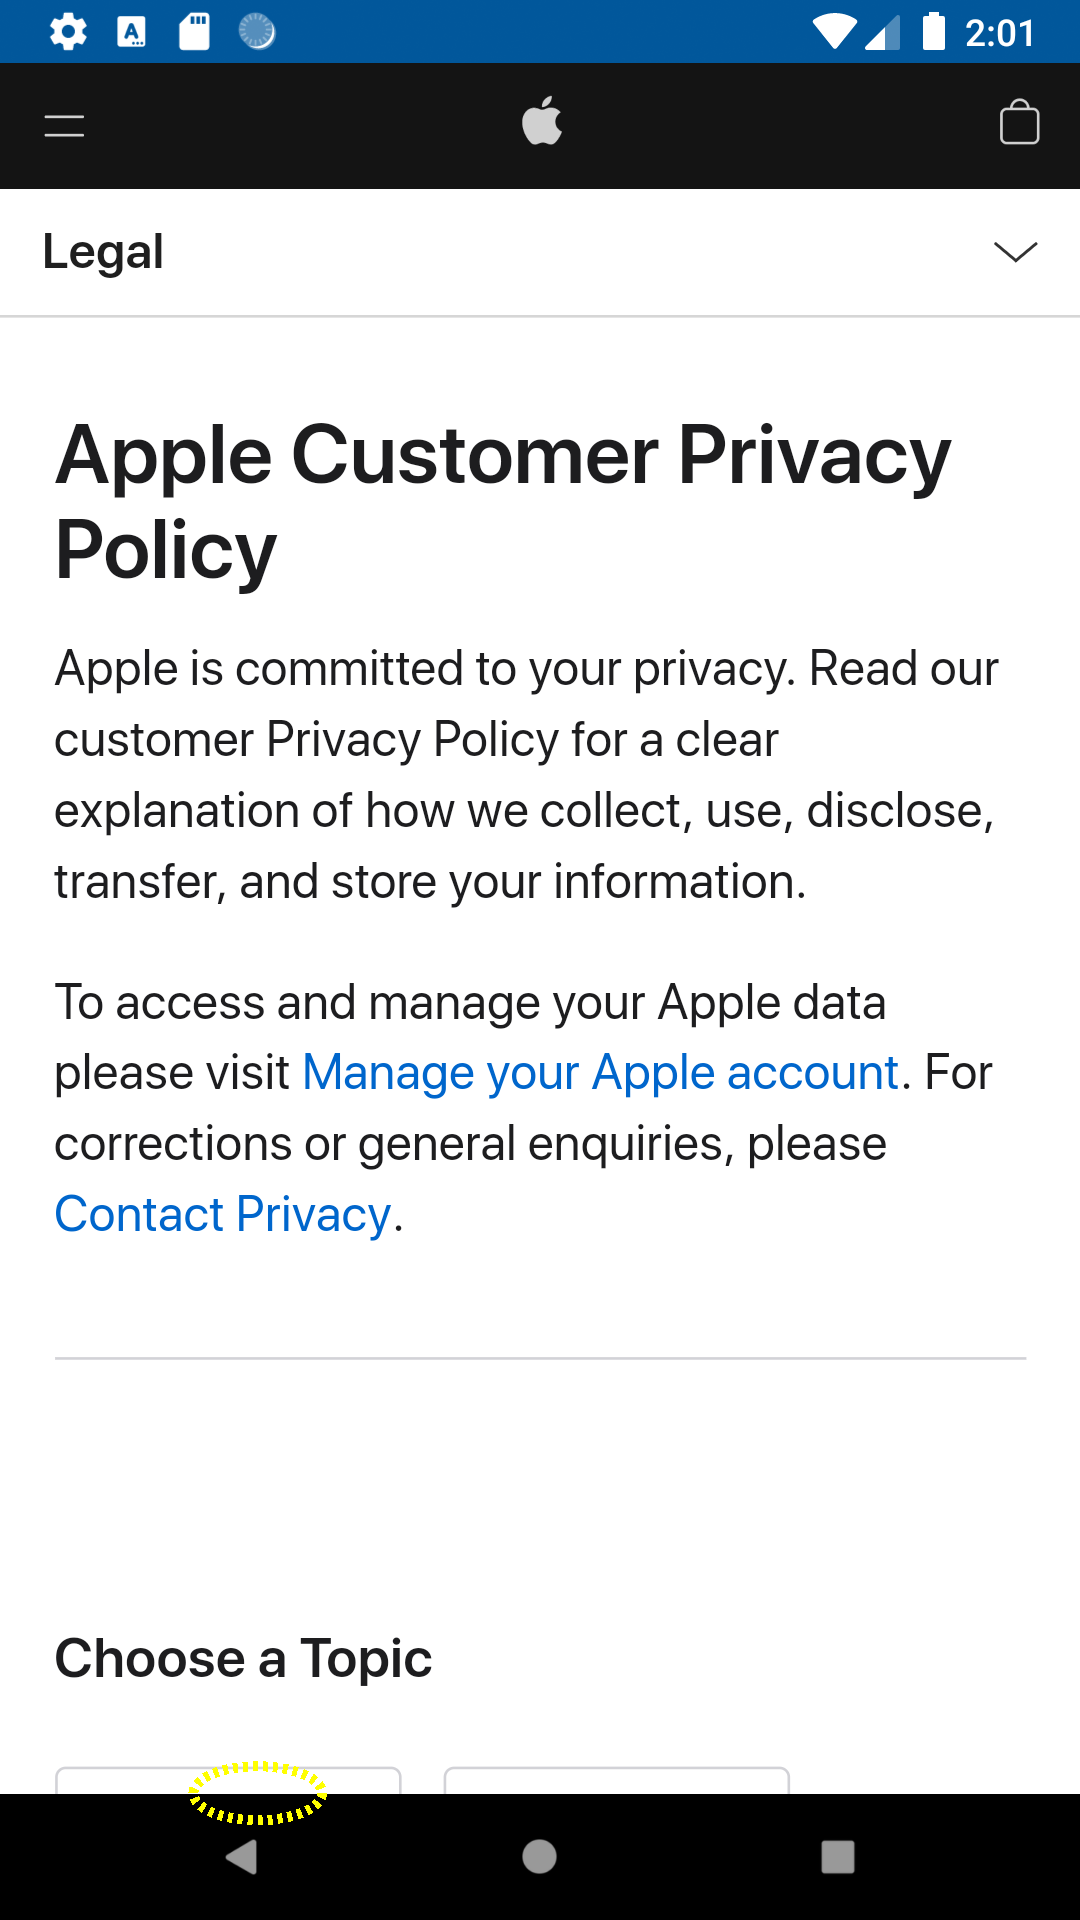 2:01
Legal
Apple Customer Privacy
Policy
Apple is committed to your privacy. Read our
customer Privacy Policy for a clear
explanation of how we collect, use, disclose,
transfer, and store your information.
To access and manage your Apple data
please visit Manage your Apple account. For
corrections or general enquiries, please
Contact Privacy.
Choose a Topic